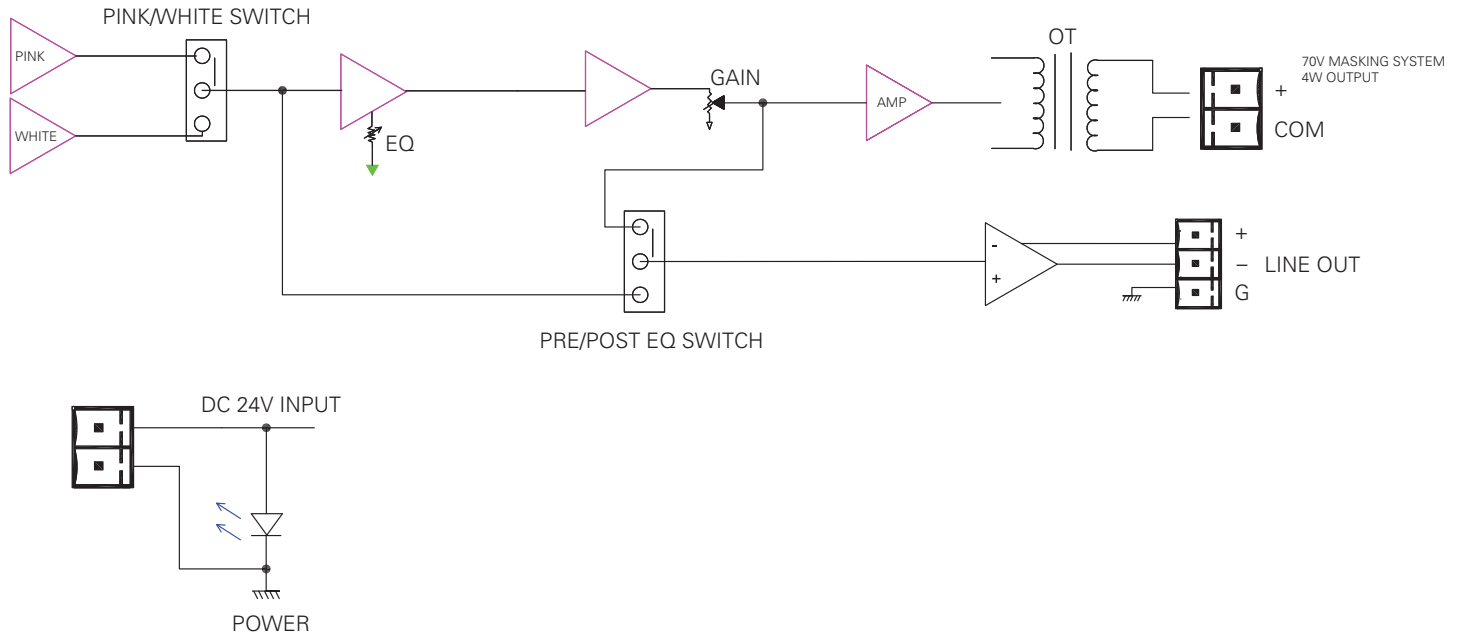 PINK/WHITE SWITCH
PINK
WHITE
EQ
GAIN
AMP
OT
70V MASKING SYSTEM
4W OUTPUT
+
COM
-
+
+
– LINE OUT
G
PRE/POST EQ SWITCH
DC 24V INPUT
POWER